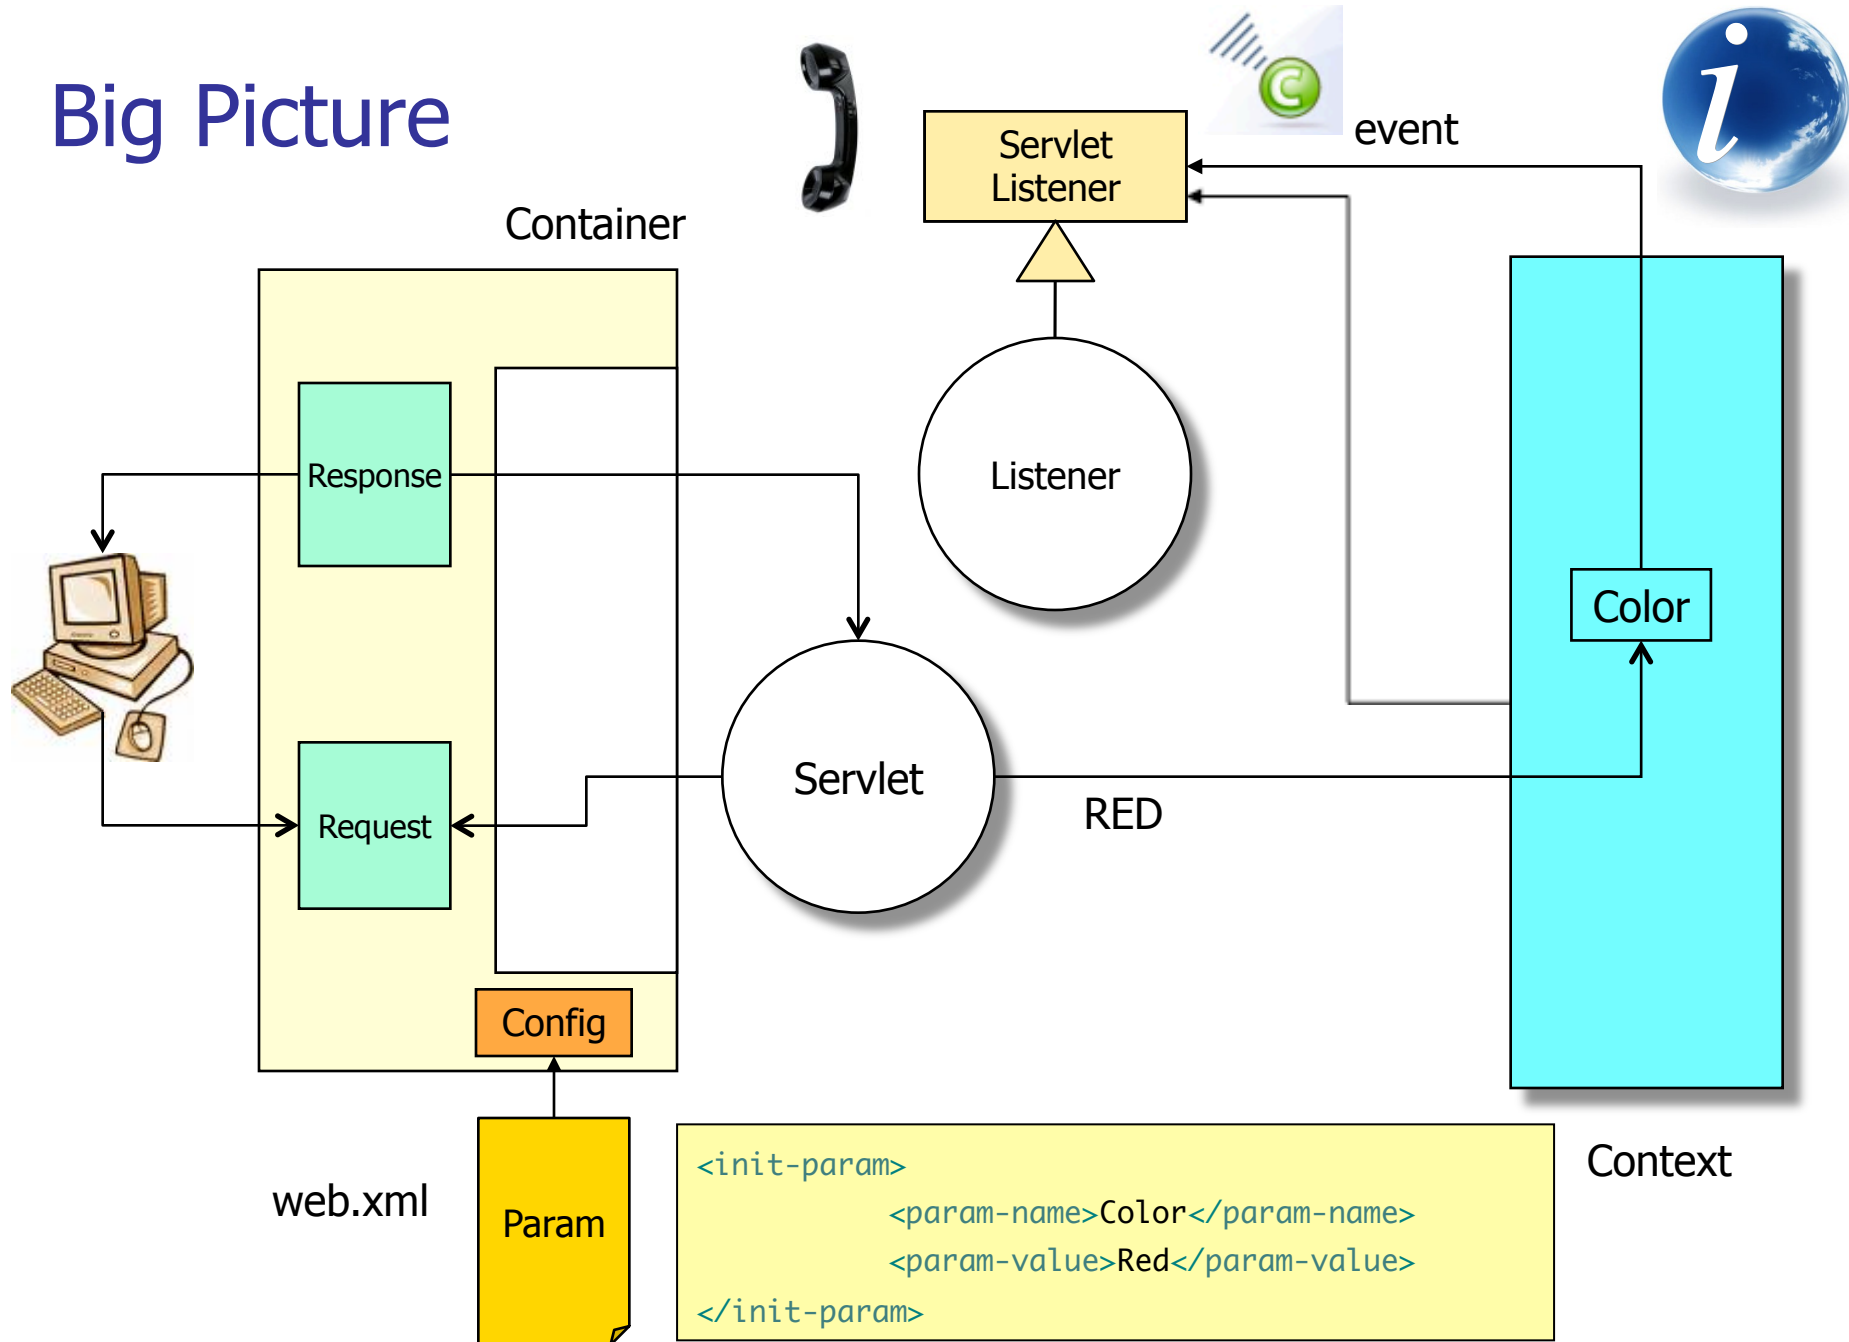 Big Picture
event
Servlet
Listener
Container
Response
Listener
Color
Servlet
Request
RED
Config
web.xml
Param
<init-param>
<param-name>Color</param-name>
<param-value>Red</param-value>
</init-param>
Context
C
i